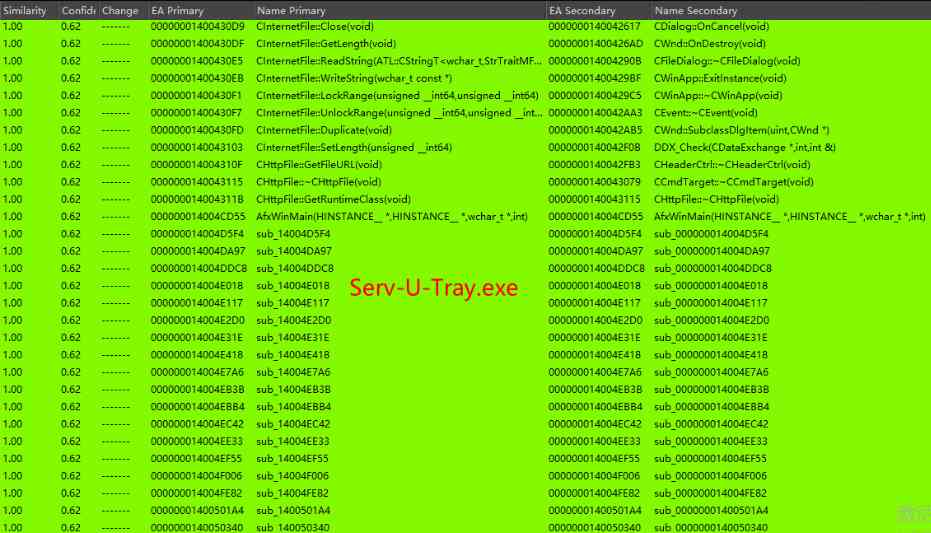 Similarity Confide Change EA Primary Name Primary EA Secondary Name Secondary
1.00 0.62 ------- 00000001400430D9 CInternetFile::Close(void) 0000000140042617 CDialog::OnCancel(void)
1.00 0.62 ------- 00000001400430DF CInternetFile::GetLength(void) 00000001400426AD CWnd::OnDestroy(void)
1.00 0.62 ------- 00000001400430E5 CInternetFile::ReadString(ATL::CStringT<wchar_t,StrTraitMF... 000000014004290B CFileDialog::~CFileDialog(void)
1.00 0.62 ------- 00000001400430EB CInternetFile::WriteString(wchar_t const *) 00000001400429BF CWinApp::ExitInstance(void)
1.00 0.62 ------- 00000001400430F1 CInternetFile::LockRange(unsigned __int64,unsigned __int64) 00000001400429C5 CWinApp::~CWinApp(void)
1.00 0.62 ------- 00000001400430F7 CInternetFile::UnlockRange(unsigned __int64,unsigned __int... 0000000140042AA3 CEvent::~CEvent(void)
1.00 0.62 ------- 00000001400430FD CInternetFile::Duplicate(void) 0000000140042AB5 CWnd::SubclassDlgItem(uint,CWnd *)
1.00 0.62 ------- 0000000140043103 CInternetFile::SetLength(unsigned __int64) 0000000140042F08 DDX_Check(CDataExchange *,int,int &)
1.00 0.62 ------- 000000014004310F CHttpFile::GetFileURL(void) 0000000140042FB3 CHeaderCtrl::~CHeaderCtrl(void)
1.00 0.62 ------- 0000000140043115 CHttpFile::~CHttpFile(void) 0000000140043079 CCmdTarget::~CCmdTarget(void)
1.00 0.62 ------- 000000014004311B CHttpFile::GetRuntimeClass(void) 0000000140043115 CHttpFile::~CHttpFile(void)
1.00 0.62 ------- 000000014004CD55 AfxWinMain(HINSTANCE__ *,HINSTANCE__ *,wchar_t *,int) 000000014004CD55 AfxWinMain(HINSTANCE__ *,HINSTANCE__ *,wchar_t *,int)
1.00 0.62 ------- 000000014004D5F4 sub_14004D5F4 000000014004D5F4 sub_000000014004D5F4
1.00 0.62 ------- 000000014004DA97 sub_14004DA97 000000014004DA97 sub_000000014004DA97
1.00 0.62 ------- 000000014004DDC8 sub_14004DDC8 000000014004DDC8 sub_000000014004DDC8
1.00 0.62 ------- 000000014004E018 sub_14004E018 000000014004E018 sub_000000014004E018
Serv-U-Tray.exe
1.00 0.62 ------- 000000014004E117 sub_14004E117 000000014004E117 sub_000000014004E117
1.00 0.62 ------- 000000014004E2D0 sub_14004E2D0 000000014004E2D0 sub_000000014004E2D0
1.00 0.62 ------- 000000014004E31E sub_14004E31E 000000014004E31E sub_000000014004E31E
1.00 0.62 ------- 000000014004E418 sub_14004E418 000000014004E418 sub_000000014004E418
1.00 0.62 ------- 000000014004E7A6 sub_14004E7A6 000000014004E7A6 sub_000000014004E7A6
1.00 0.62 ------- 000000014004EB3B sub_14004EB3B 000000014004EB3B sub_000000014004EB3B
1.00 0.62 ------- 000000014004EBB4 sub_14004EBB4 000000014004EBB4 sub_000000014004EBB4
1.00 0.62 ------- 000000014004EC42 sub_14004EC42 000000014004EC42 sub_000000014004EC42
1.00 0.62 ------- 000000014004EE33 sub_14004EE33 000000014004EE33 sub_000000014004EE33
1.00 0.62 ------- 000000014004EF55 sub_14004EF55 000000014004EF55 sub_000000014004EF55
1.00 0.62 ------- 000000014004F006 sub_14004F006 000000014004F006 sub_000000014004F006
1.00 0.62 ------- 000000014004FE82 sub_14004FE82 000000014004FE82 sub_000000014004FE82
1.00 0.62 ------- 00000001400501A4 sub_1400501A4 00000001400501A4 sub_00000001400501A4
1.00 0.62 ------- 0000000140050340 sub_140050340 0000000140050340 sub_0000000140050340